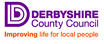 DERBYSHIRE
County Council
Improving life for local people